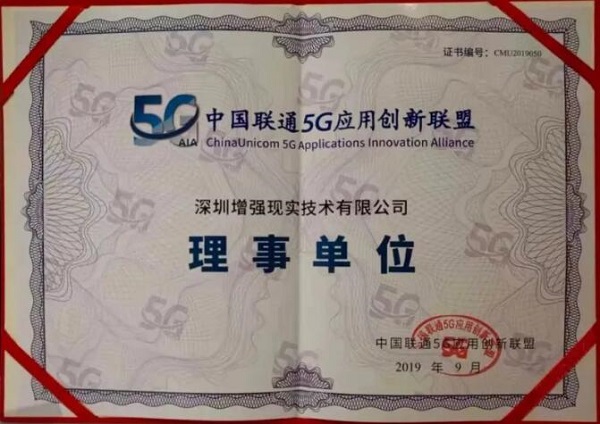 证书编号：CMU2019050
5G
AIA
中国联通5G应用创新联盟
ChinaUnicom 5G Applications Innovation Alliance
深圳增强现实技术有限公司
理事单位
中国联通5G应用创新联盟
2019 年 9 月